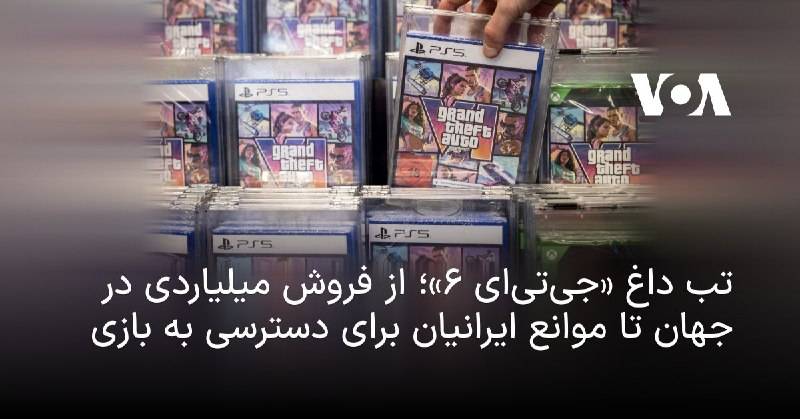 PS5
PS5
grand
theft
auto
grand
theft
auto
grand
theft
auto
VOA
PS5
PS5
تب داغ «جی‌تی‌ای ۶»؛ از فروش میلیاردی در
جهان تا موانع ایرانیان برای دسترسی به بازی